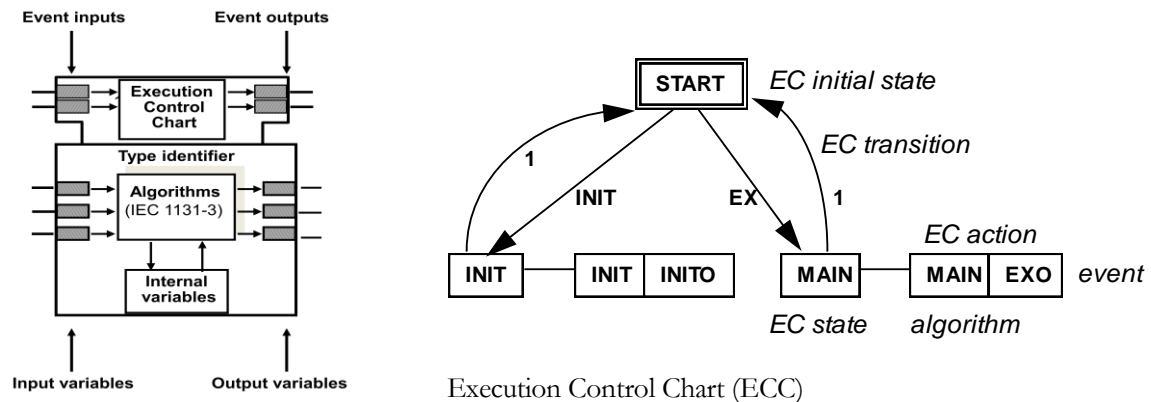 Event inputs
Event outputs
Execution
Control
Chart
Type identifier
Algorithms
(IEC 1131-3)
Internal
variables
Input variables
Output variables
START
EC initial state
1
EC transition
INIT
EX
1
EC action
INIT
INIT INITO
MAIN
MAIN EXO
event
EC state
algorithm
Execution Control Chart (ECC)